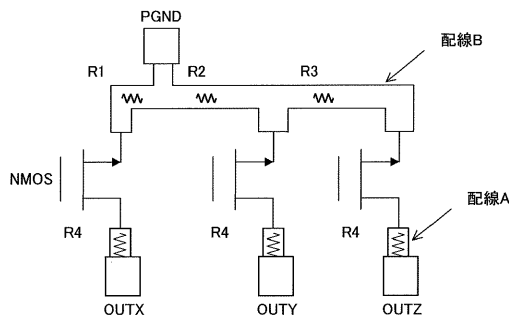 PGND
配線B
R1
R2
R3
NMOS
配線A
R4
R4
R4
OUTX
OUTY
OUTZ